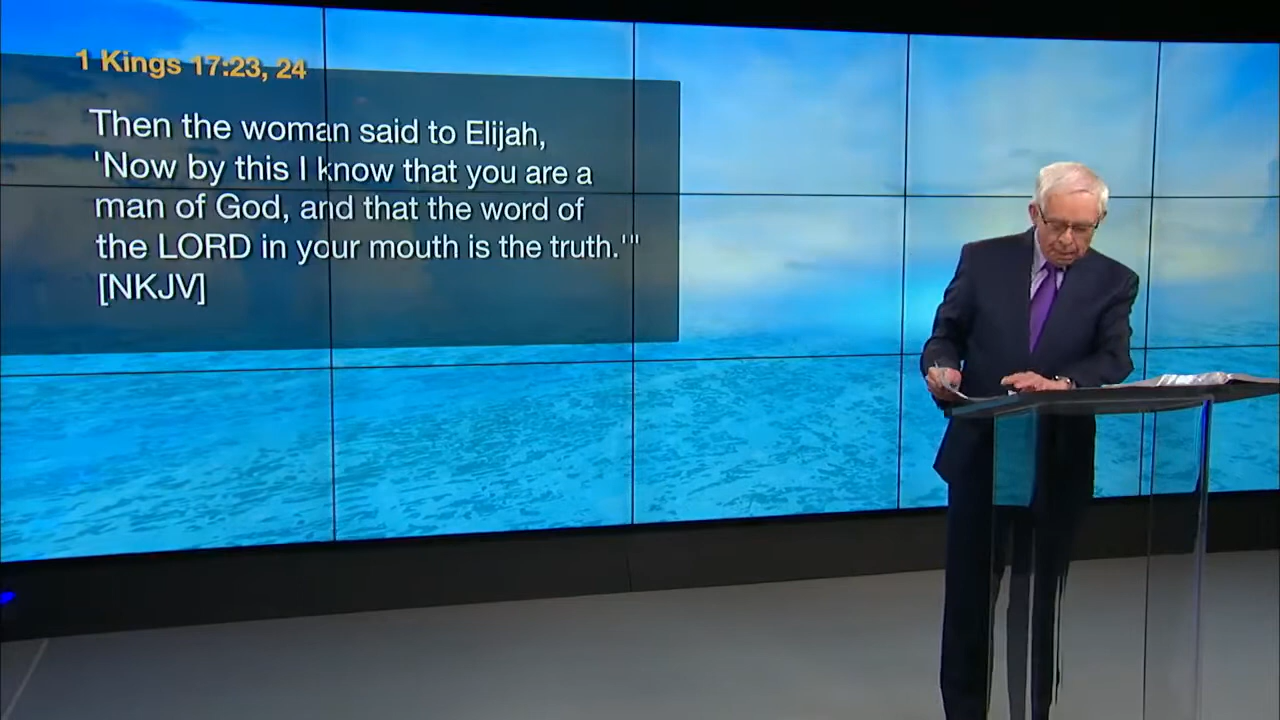 1 Kings 17:23, 24
Then the woman said to Elijah,
'Now by this I know that you are a
man of God, and that the word of
the LORD in your mouth is the truth.'"
[NKJV]